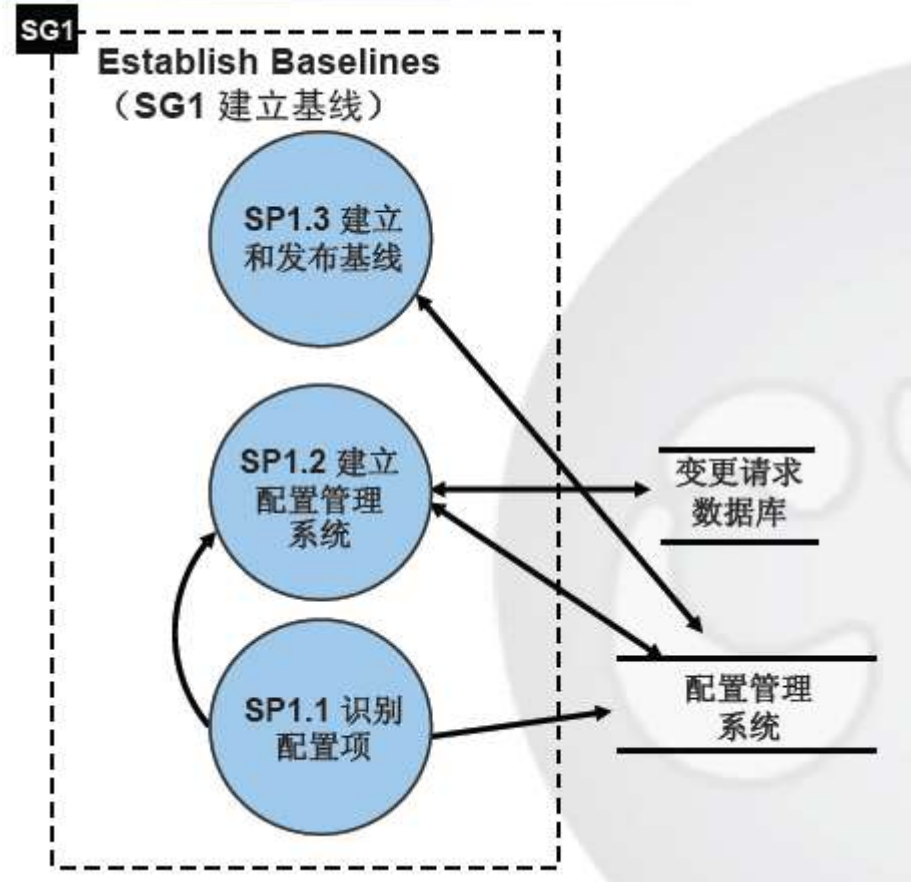 SG1
Establish Baselines
（SG1 建立基线）
SP1.3 建立
和发布基线
SP1.2 建立
配置管理
系统
变更请求
数据库
SP1.1 识别
配置项
配置管理
系统